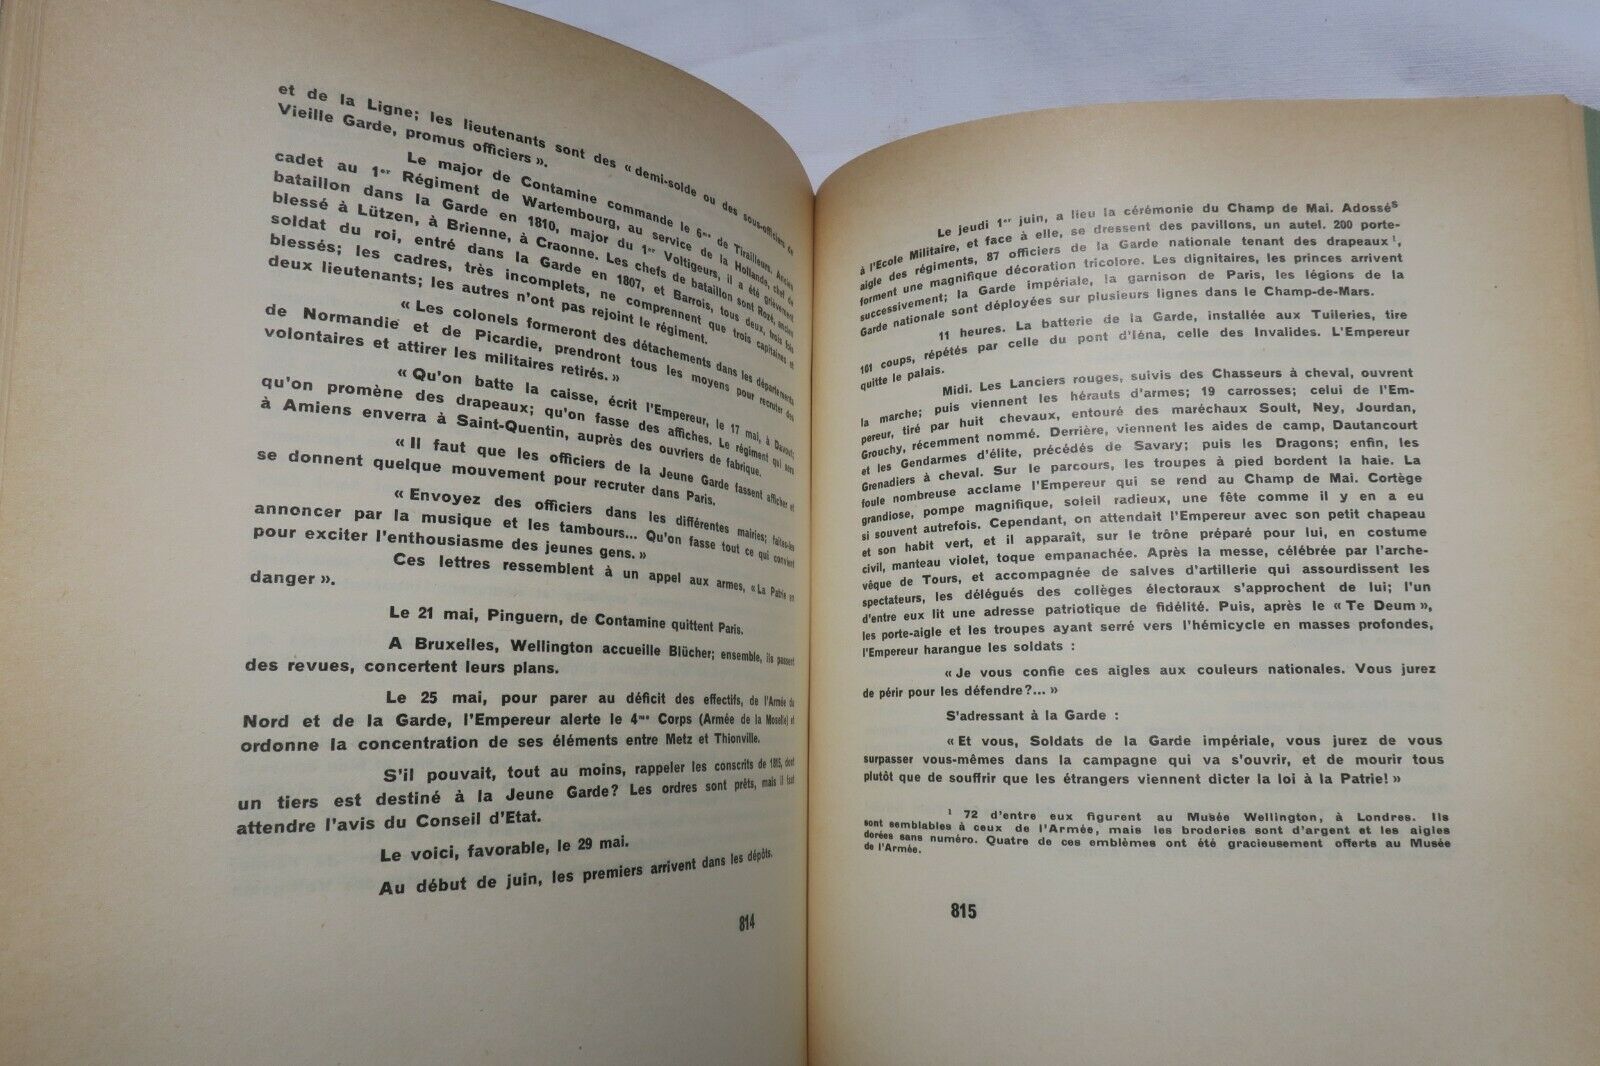 et de la Ligne; les lieutenants sont des « demi-solde ou des sous-officiers de
Vieille Garde, promus officiers ».
Le major de Contamine commande le 6me de Tirailleurs. Ancien
cadet au 1er Régiment de Wartembourg, au service de la Hollande, chef de
bataillon dans la Garde en 1810, major du 1er Voltigeurs, il a été grièvement
blessé à Lützen, à Brienne, à Craonne. Les chefs de bataillon sont Rozé, ancien
soldat du roi, entré dans la Garde en 1807, et Barrois, tous deux, trois fois
blessés; les cadres, très incomplets, ne comprennent que trois capitaines et
deux lieutenants; les autres n'ont pas rejoint le régiment.
« Les colonels formeront des détachements dans les départements
de Normandie et de Picardie, prendront tous les moyens pour recruter des
volontaires et attirer les militaires retirés. »
« Qu'on batte la caisse, écrit l'Empereur, le 17 mai, à Davout;
qu'on promène des drapeaux; qu'on fasse des affiches. Le régiment qui sera
à Amiens enverra à Saint-Quentin, auprès des ouvriers de fabrique.
« Il faut que les officiers de la Jeune Garde fassent afficher et
se donnent quelque mouvement pour recruter dans Paris.
« Envoyez des officiers dans les différentes mairies; faites-les
annoncer par la musique et les tambours... Qu'on fasse tout ce qui convient
pour exciter l'enthousiasme des jeunes gens. »
Ces lettres ressemblent à un appel aux armes, « La Patrie en
danger ».
Le 21 mai, Pinguern, de Contamine quittent Paris.
A Bruxelles, Wellington accueille Blücher; ensemble, ils passent
des revues, concertent leurs plans.
Le 25 mai, pour parer au déficit des effectifs, de l'Armée du
Nord et de la Garde, l'Empereur alerte le 4me Corps (Armée de la Moselle) et
ordonne la concentration de ses éléments entre Metz et Thionville.
S'il pouvait, tout au moins, rappeler les conscrits de 1815, dont
un tiers est destiné à la Jeune Garde? Les ordres sont prêts, mais il faut
attendre l'avis du Conseil d'Etat.
Le voici, favorable, le 29 mai.
Au début de juin, les premiers arrivent dans les dépôts.
814
Le jeudi 1er juin, a lieu la cérémonie du Champ de Mai. Adossés
à l'Ecole Militaire, et face à elle, se dressent des pavillons, un autel. 200 porte-
aigle des régiments, 87 officiers de la Garde nationale tenant des drapeaux1,
forment une magnifique décoration tricolore. Les dignitaires, les princes arrivent
successivement; la Garde impériale, la garnison de Paris, les légions de la
Garde nationale sont déployées sur plusieurs lignes dans le Champ-de-Mars.
11 heures. La batterie de la Garde, installée aux Tuileries, tire
101 coups, répétés par celle du pont d'Iéna, celle des Invalides. L'Empereur
quitte le palais.
Midi. Les Lanciers rouges, suivis des Chasseurs à cheval, ouvrent
la marche; puis viennent les hérauts d'armes; 19 carrosses; celui de l'Em-
pereur, tiré par huit chevaux, entouré des maréchaux Soult, Ney, Jourdan,
Grouchy, récemment nommé. Derrière, viennent les aides de camp, Dautancourt
et les Gendarmes d'élite, précédés de Savary; puis les Dragons; enfin, les
Grenadiers à cheval. Sur le parcours, les troupes à pied bordent la haie. La
foule nombreuse acclame l'Empereur qui se rend au Champ de Mai. Cortège
grandiose, pompe magnifique, soleil radieux, une fête comme il y en a eu
si souvent autrefois. Cependant, on attendait l'Empereur avec son petit chapeau
et son habit vert, et il apparaît, sur le trône préparé pour lui, en costume
civil, manteau violet, toque empanachée. Après la messe, célébrée par l'arche-
vêque de Tours, et accompagnée de salves d'artillerie qui assourdissent les
spectateurs, les délégués des collèges électoraux s'approchent de lui; l'un
d'entre eux lit une adresse patriotique de fidélité. Puis, après le « Te Deum »,
les porte-aigle et les troupes ayant serré vers l'hémicycle en masses profondes,
l'Empereur harangue les soldats :
« Je vous confie ces aigles aux couleurs nationales. Vous jurez
de périr pour les défendre?... »
S'adressant à la Garde :
« Et vous, Soldats de la Garde impériale, vous jurez de vous
surpasser vous-mêmes dans la campagne qui va s'ouvrir, et de mourir tous
plutôt que de souffrir que les étrangers viennent dicter la loi à la Patrie! »
1 72 d'entre eux figurent au Musée Wellington, à Londres. Ils
sont semblables à ceux de l'Armée, mais les broderies sont d'argent et les aigles
dorées sans numéro. Quatre de ces emblèmes ont été gracieusement offerts au Musée
de l'Armée.
815